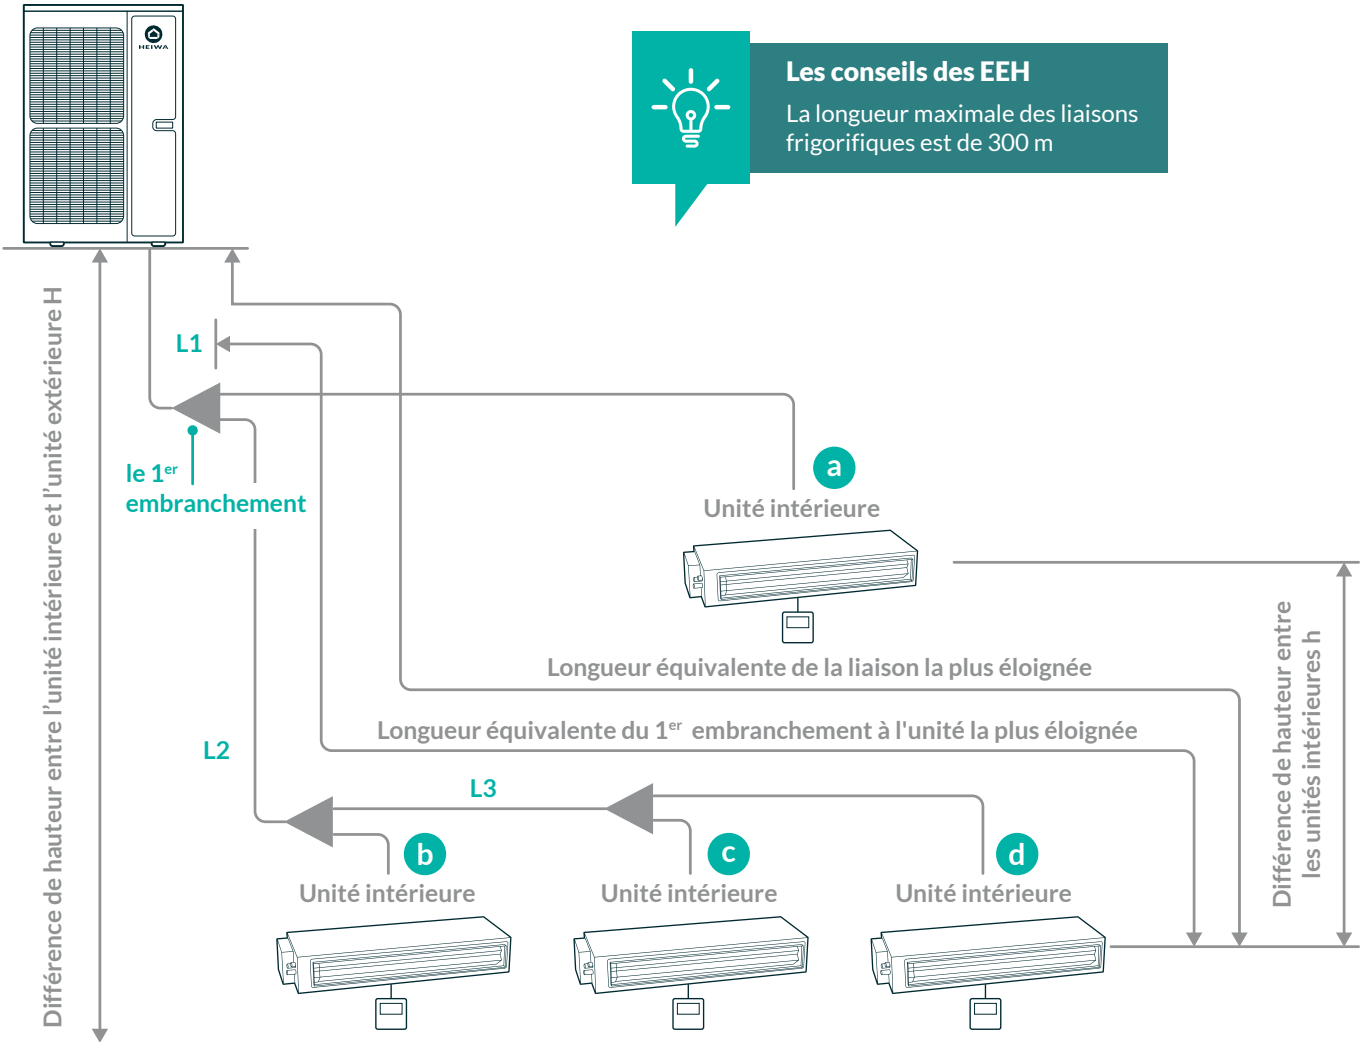 HEIWA
Les conseils des EEH
La longueur maximale des liaisons
frigorifiques est de 300 m
Différence de hauteur entre l'unité intérieure et l'unité extérieure H
L1
le 1er
embranchement
a
Unité intérieure
Longueur équivalente de la liaison la plus éloignée
Longueur équivalente du 1er embranchement à l'unité la plus éloignée
Différence de hauteur entre
les unités intérieures h
L2
L3
b
Unité intérieure
c
Unité intérieure
d
Unité intérieure